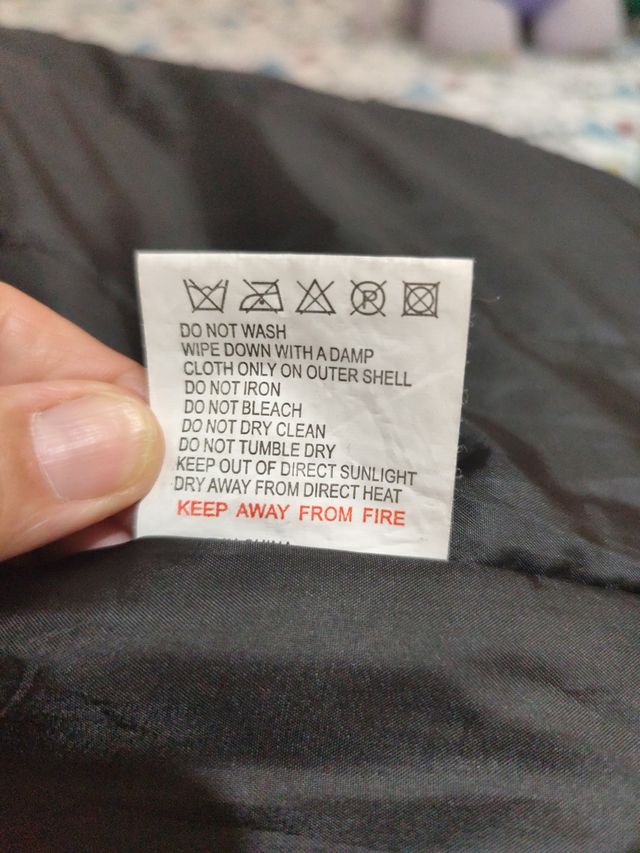 DO NOT WASH
WIPE DOWN WITH A DAMP
CLOTH ONLY ON OUTER SHELL
DO NOT IRON
DO NOT BLEACH
DO NOT DRY CLEAN
DO NOT TUMBLE DRY
KEEP OUT OF DIRECT SUNLIGHT
DRY AWAY FROM DIRECT HEAT
KEEP AWAY FROM FIRE